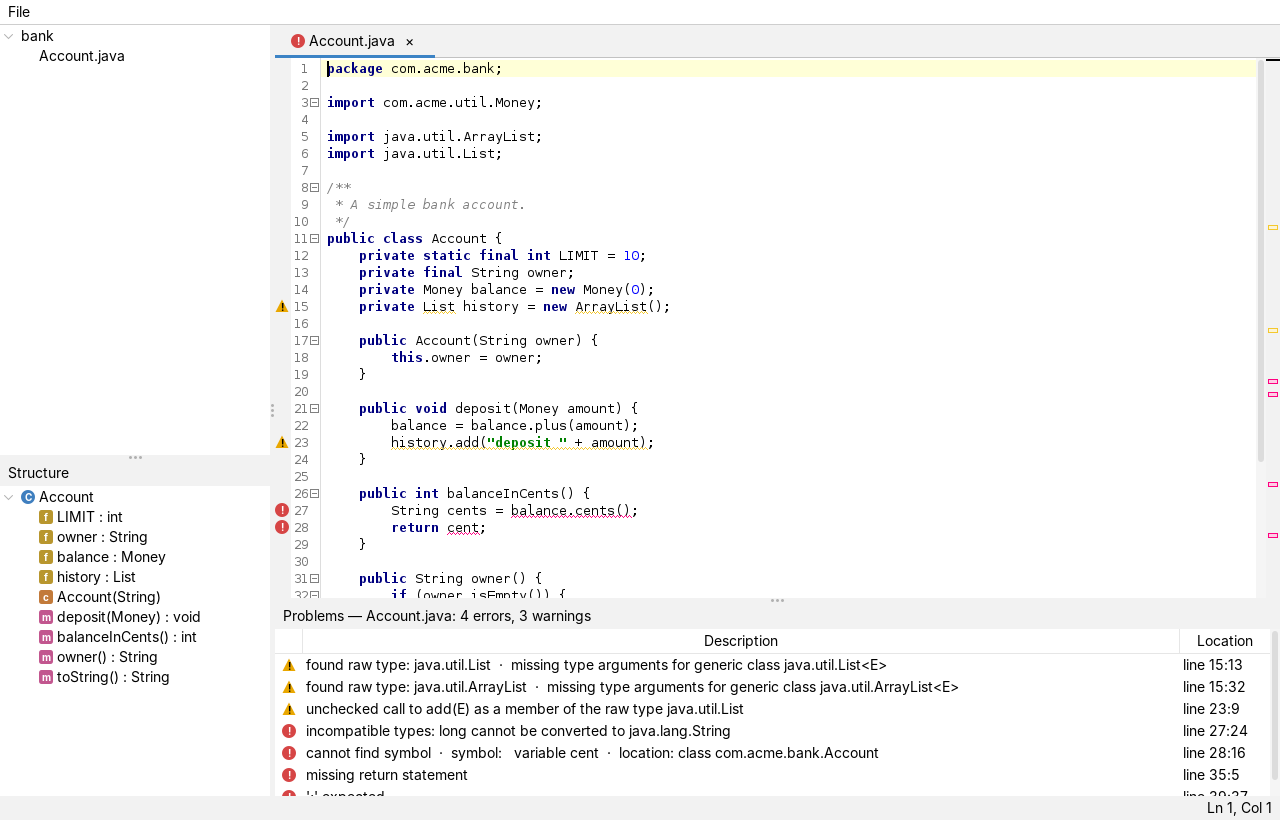 File
bank
Account.java
Structure
Account
LIMIT : int
owner : String
balance : Money
history : List
Account(String)
deposit(Money) : void
balanceInCents() : int
owner() : String
toString() : String
Account.java ×
1 package com.acme.bank;
2
3 import com.acme.util.Money;
4
5 import java.util.ArrayList;
6 import java.util.List;
7
8 /**
9 * A simple bank account.
10 */
11 public class Account {
12 private static final int LIMIT = 10;
13 private final String owner;
14 private Money balance = new Money(0);
15 private List history = new ArrayList();
16
17 public Account(String owner) {
18 this.owner = owner;
19 }
20
21 public void deposit(Money amount) {
22 balance = balance.plus(amount);
23 history.add("deposit " + amount);
24 }
25
26 public int balanceInCents() {
27 String cents = balance.cents();
28 return cent;
29 }
30
31 public String owner() {
32 if (owner.isEmpty()) {
Problems — Account.java: 4 errors, 3 warnings
Description Location
found raw type: java.util.List · missing type arguments for generic class java.util.List<E> line 15:13
found raw type: java.util.ArrayList · missing type arguments for generic class java.util.ArrayList<E> line 15:32
unchecked call to add(E) as a member of the raw type java.util.List line 23:9
incompatible types: long cannot be converted to java.lang.String line 27:24
cannot find symbol · symbol: variable cent · location: class com.acme.bank.Account line 28:16
missing return statement line 35:5
expected line 39:37
Ln 1, Col 1